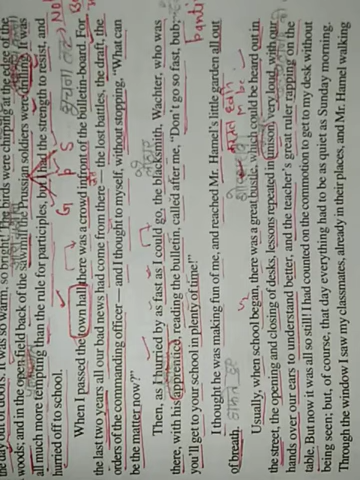 out of doors. It was so warm, so bright! The birds were chirping at the edge of the
woods; and in the open field back of the sawmill the Prussian soldiers were drilling. It was
all much more tempting than the rule for participles, but I had the strength to resist, and
hurried off to school.
When I passed the town hall there was a crowd in front of the bulletin-board. For
the last two years all our bad news had come from there — the lost battles, the draft, the
orders of the commanding officer — and I thought to myself, without stopping, "What can
be the matter now?"
Then, as I hurried by as fast as I could go, the blacksmith, Wachter, who was
there, with his apprentice, reading the bulletin, called after me, "Don't go so fast, bub;
you'll get to your school in plenty of time!"
I thought he was making fun of me, and reached Mr. Hamel's little garden all out
of breath.
Usually, when school began, there was a great bustle, which could be heard out in
the street, the opening and closing of desks, lessons repeated in unison, very loud, with our
hands over our ears to understand better, and the teacher's great ruler rapping on the
table. But now it was all so still! I had counted on the commotion to get to my desk without
being seen; but, of course, that day everything had to be as quiet as Sunday morning.
Through the window I saw my classmates, already in their places, and Mr. Hamel walking